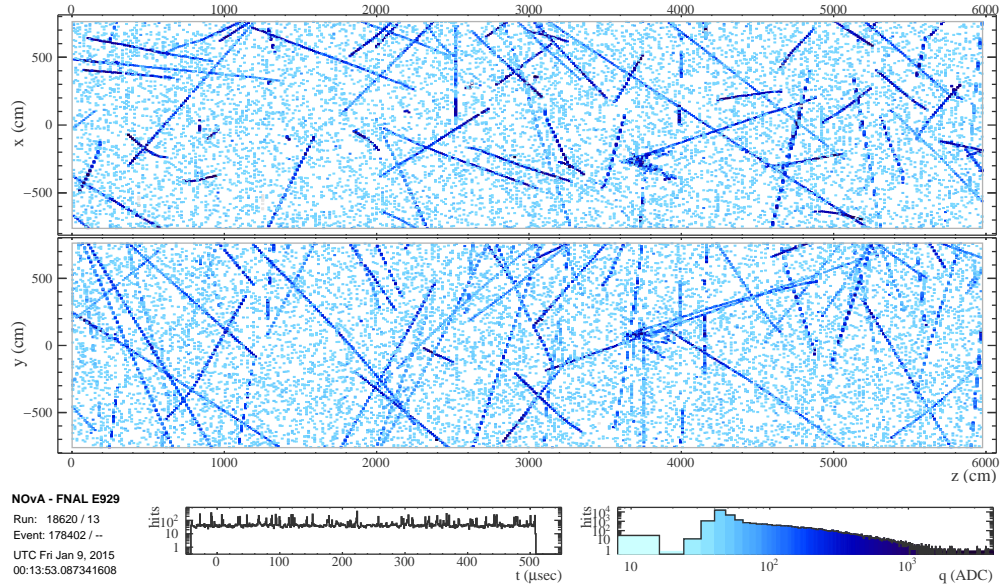 0 1000 2000 3000 4000 5000 6000
500
0
−500
x (cm)
500
0
−500
y (cm)
0 1000 2000 3000 4000 5000 6000
z (cm)
NOvA - FNAL E929
Run: 18620 / 13
Event: 178402 / --
UTC Fri Jan 9, 2015
00:13:53.087341608
hits
10²
10
1
0 100 200 300 400 500
t (μsec)
hits
10⁴
10³
10²
10
1
10 10² 10³
q (ADC)